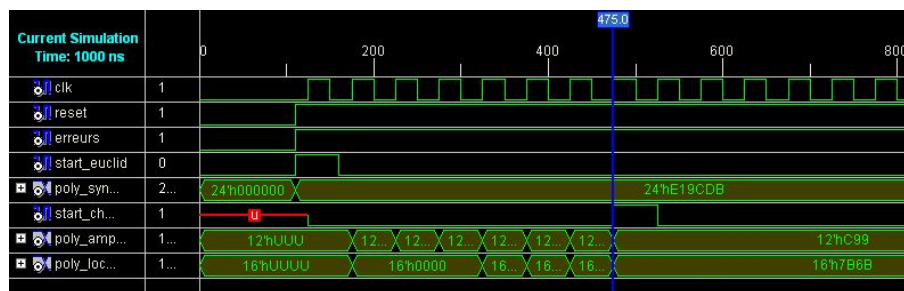 475.0
Current Simulation
Time: 1000 ns
0 200 400 600 800
clk 1
reset 1
erreurs 1
start_euclid 0
poly_syn... 2... 24'h000000 24'hE19CDB
start_ch... 1 U
poly_amp... 1... 12'hUUU 12... 12... 12... 12... 12... 12... 12'hC99
poly_loc... 1... 16'hUUUU 16'h0000 16... 16... 16... 16'h7B6B